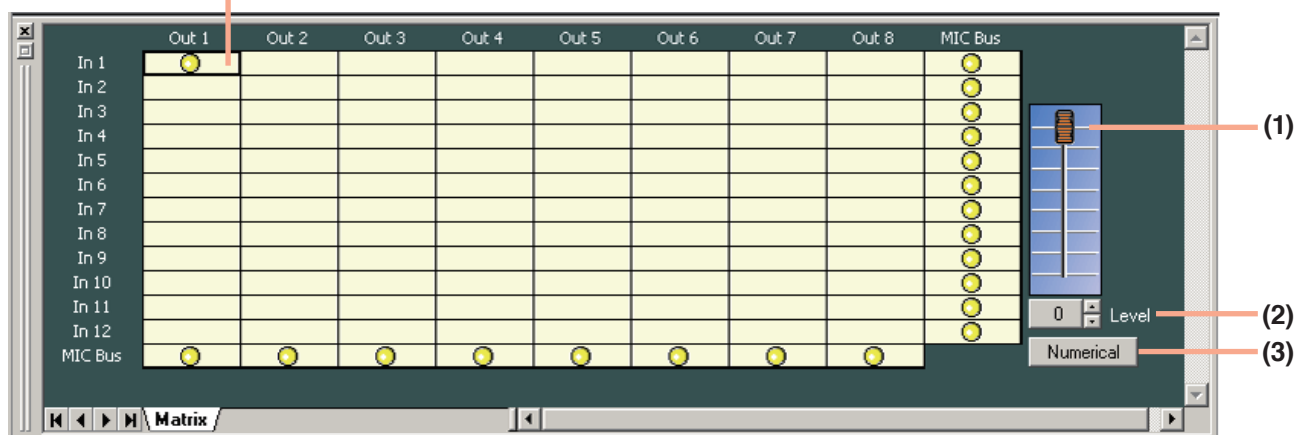 Out 1 Out 2 Out 3 Out 4 Out 5 Out 6 Out 7 Out 8 MIC Bus
In 1
In 2
In 3
In 4
In 5
In 6
In 7
In 8
In 9
In 10
In 11
In 12
MIC Bus
(1)
0 Level (2)
Numerical (3)
Matrix